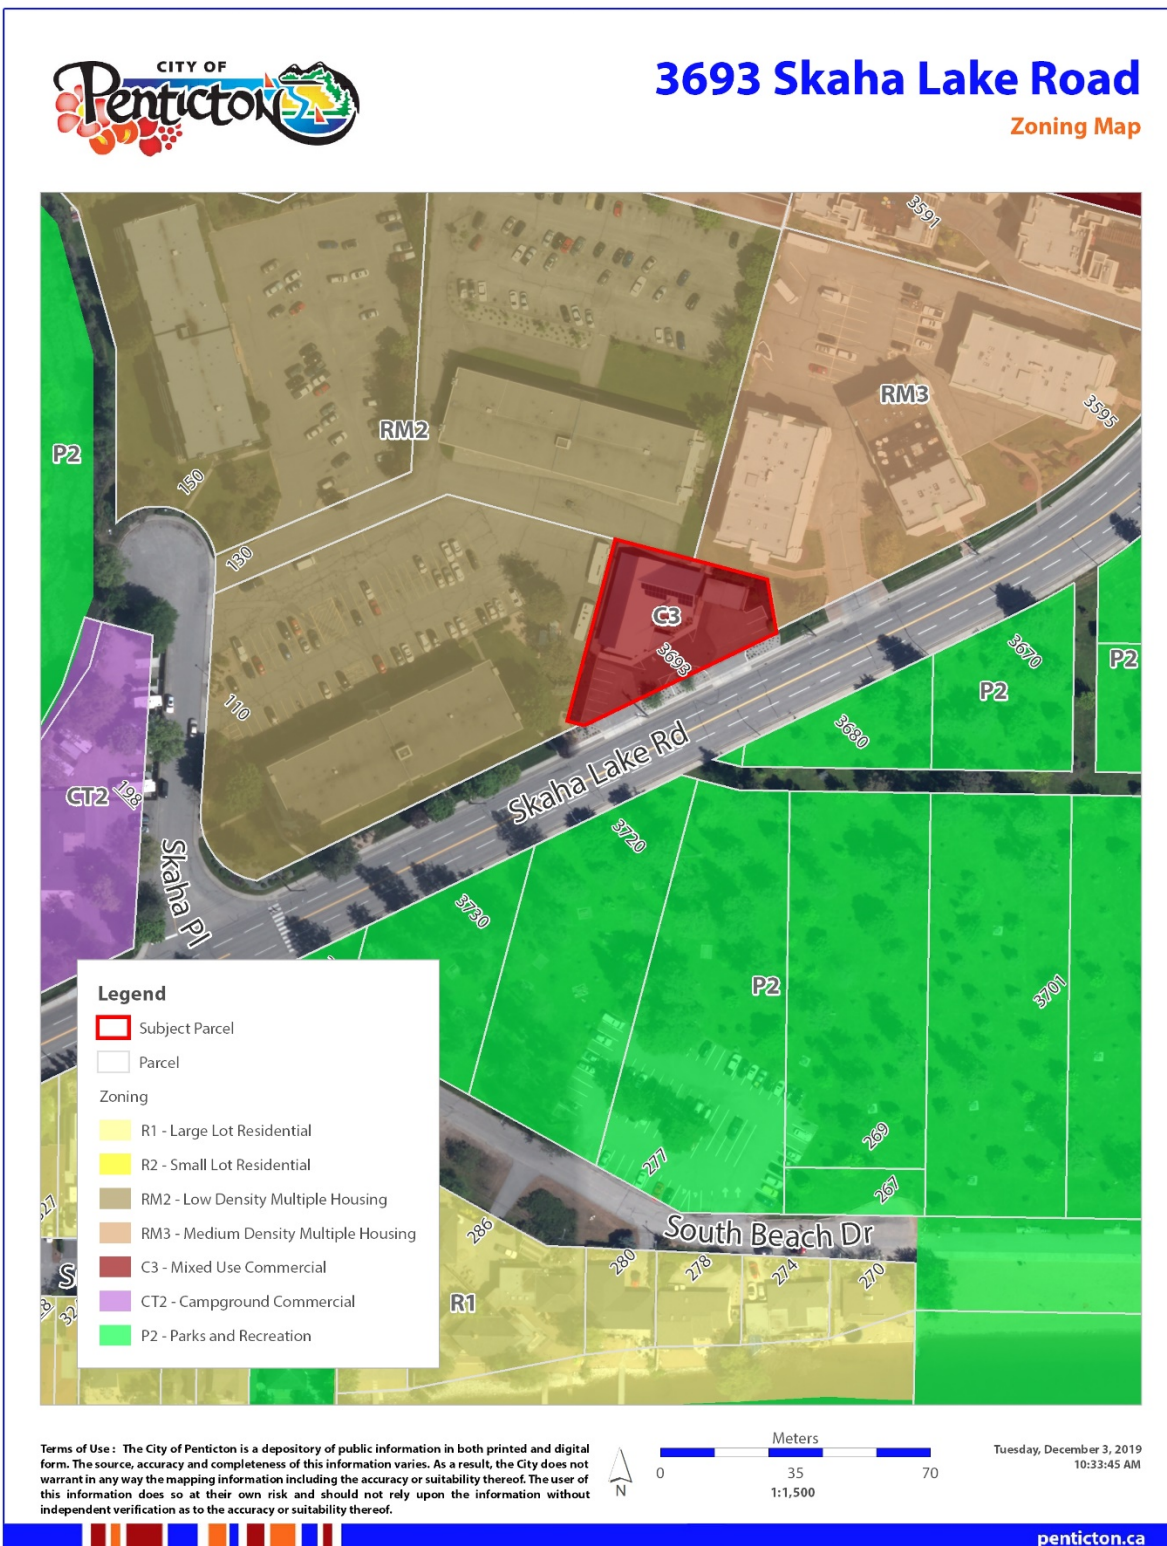 CITY OF
Penticton
3693 Skaha Lake Road
Zoning Map
3591
P2
RM2
RM3
3595
150
130
C3
3693
110
3670
P2
P2
3680
CT2
198
Skaha Lake Rd
Skaha Pl
3720
3730
P2
3701
269
277
267
South Beach Dr
286
280
278
274
270
R1
Legend
Subject Parcel
Parcel
Zoning
R1 - Large Lot Residential
R2 - Small Lot Residential
RM2 - Low Density Multiple Housing
RM3 - Medium Density Multiple Housing
C3 - Mixed Use Commercial
CT2 - Campground Commercial
P2 - Parks and Recreation
Terms of Use : The City of Penticton is a depository of public information in both printed and digital
form. The source, accuracy and completeness of this information varies. As a result, the City does not
warrant in any way the mapping information including the accuracy or suitability thereof. The user of
this information does so at their own risk and should not rely upon the information without
independent verification as to the accuracy or suitability thereof.
N
Meters
0 35 70
1:1,500
Tuesday, December 3, 2019
10:33:45 AM
penticton.ca